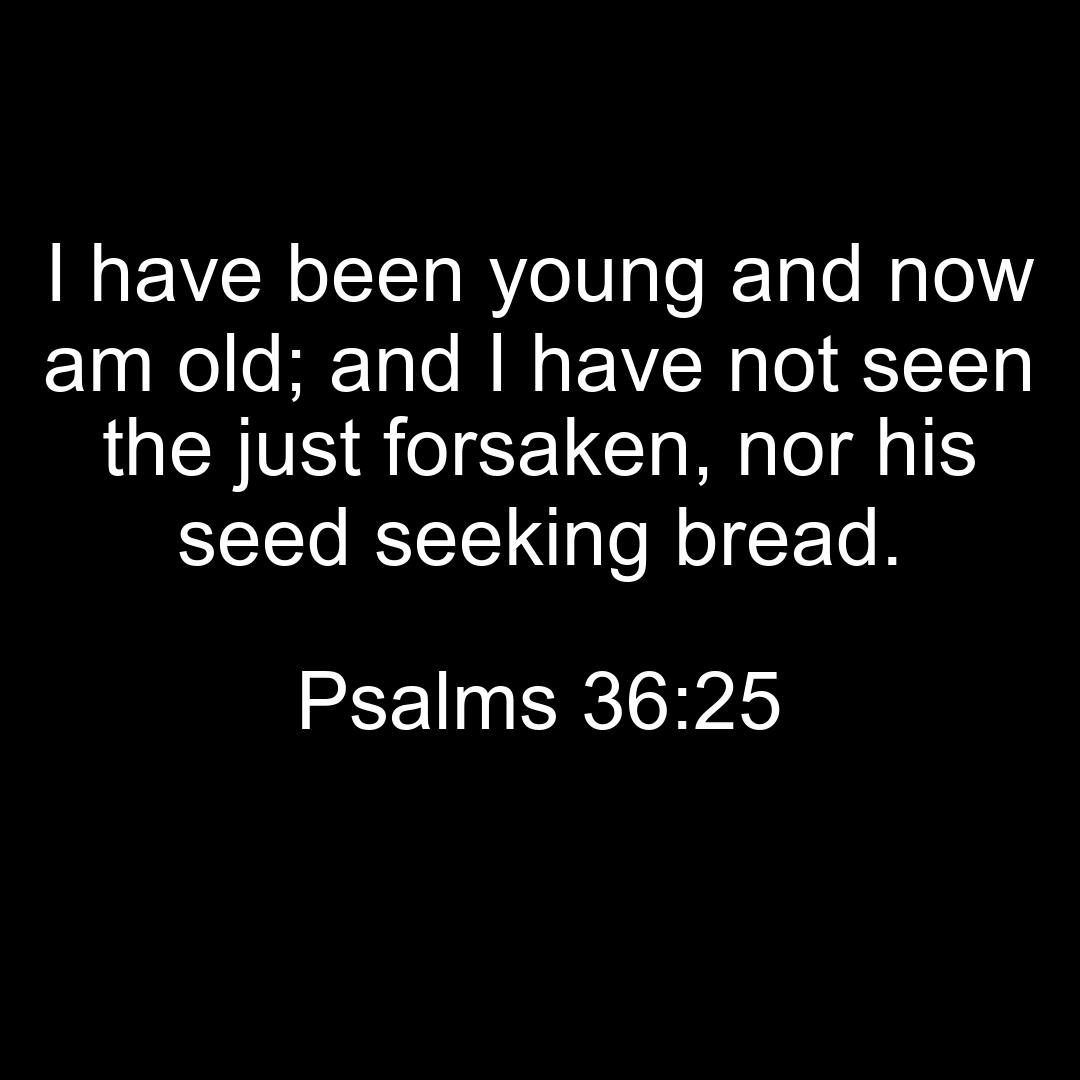 I have been young and now
am old; and I have not seen
the just forsaken, nor his
seed seeking bread.
Psalms 36:25